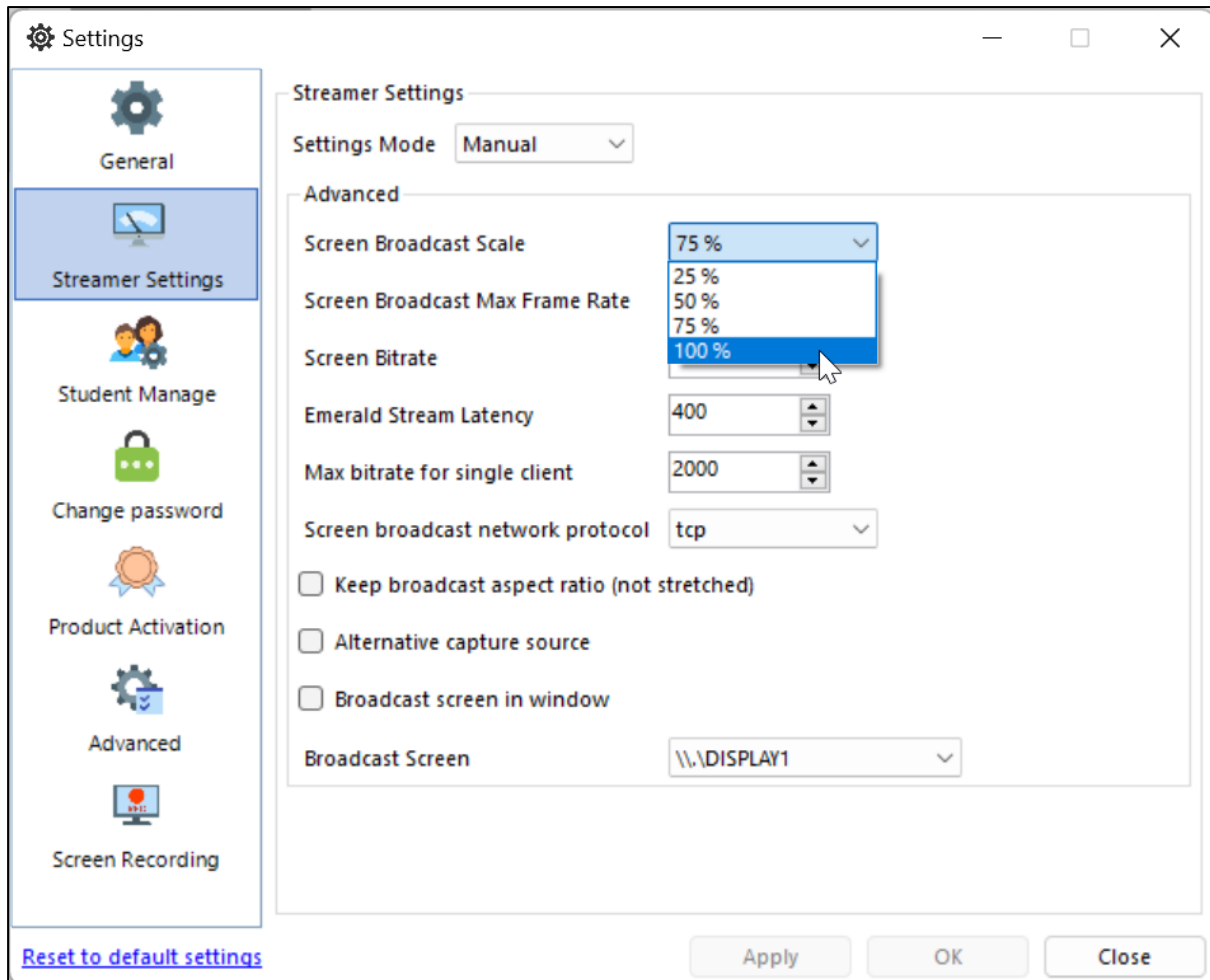 Settings
General
Streamer Settings
Student Manage
Change password
Product Activation
Advanced
Screen Recording
Reset to default settings
Streamer Settings
Settings Mode Manual
Advanced
Screen Broadcast Scale 75 %
25 %
50 %
75 %
100 %
Screen Broadcast Max Frame Rate
Screen Bitrate
Emerald Stream Latency 400
Max bitrate for single client 2000
Screen broadcast network protocol tcp
Keep broadcast aspect ratio (not stretched)
Alternative capture source
Broadcast screen in window
Broadcast Screen \\.\DISPLAY1
Apply OK Close